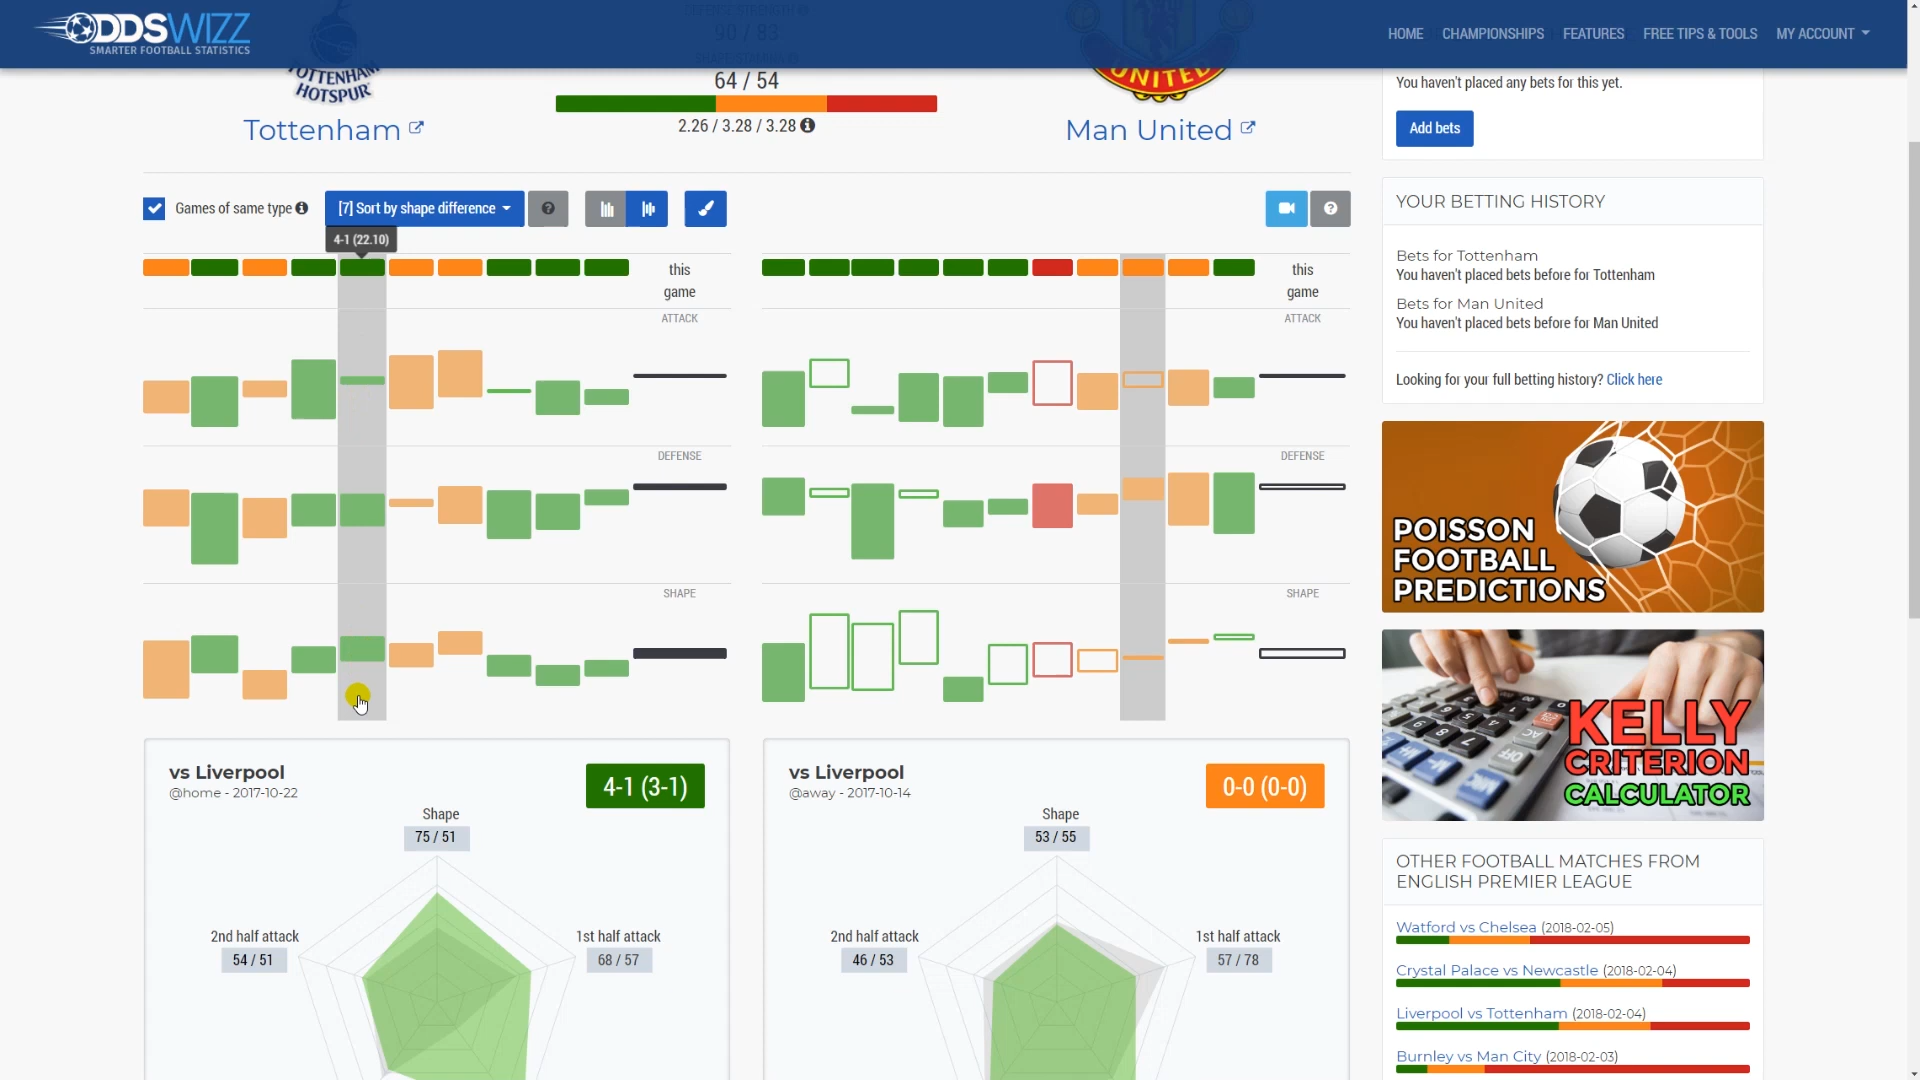 ODDSWIZZ
SMARTER FOOTBALL STATISTICS
HOME
CHAMPIONSHIPS
FEATURES
FREE TIPS & TOOLS
MY ACCOUNT
90 / 83
TOTTENHAM
HOTSPUR
64 / 54
UNITED
Tottenham
2.26 / 3.28 / 3.28
Man United
You haven't placed any bets for this yet.
Add bets
Games of same type
[7] Sort by shape difference
4-1 (22.10)
this
game
ATTACK
DEFENSE
SHAPE
this
game
ATTACK
DEFENSE
SHAPE
vs Liverpool
@home - 2017-10-22
4-1 (3-1)
Shape
75 / 51
2nd half attack
54 / 51
1st half attack
68 / 57
vs Liverpool
@away - 2017-10-14
0-0 (0-0)
Shape
53 / 55
2nd half attack
46 / 53
1st half attack
57 / 78
YOUR BETTING HISTORY
Bets for Tottenham
You haven't placed bets before for Tottenham
Bets for Man United
You haven't placed bets before for Man United
Looking for your full betting history? Click here
POISSON
FOOTBALL
PREDICTIONS
KELLY
CRITERION
CALCULATOR
OTHER FOOTBALL MATCHES FROM
ENGLISH PREMIER LEAGUE
Watford vs Chelsea (2018-02-05)
Crystal Palace vs Newcastle (2018-02-04)
Liverpool vs Tottenham (2018-02-04)
Burnley vs Man City (2018-02-03)